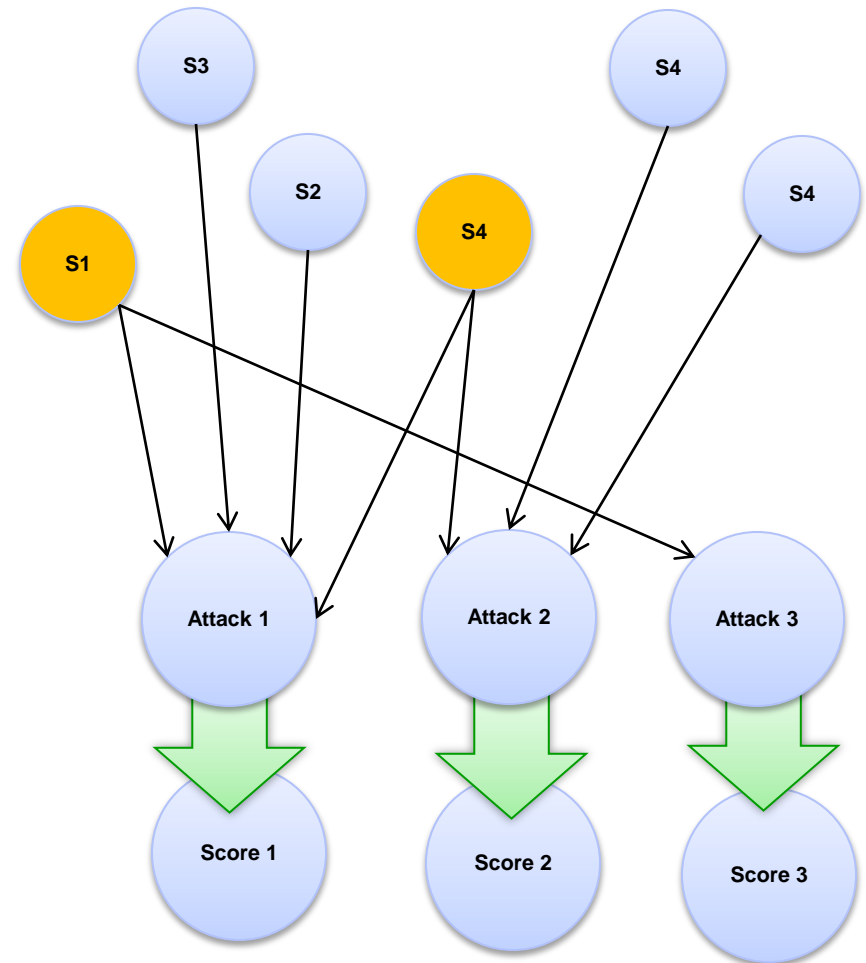 S3
S4
S2
S4
S1
S4
Attack 1
Attack 2
Attack 3
Score 1
Score 2
Score 3